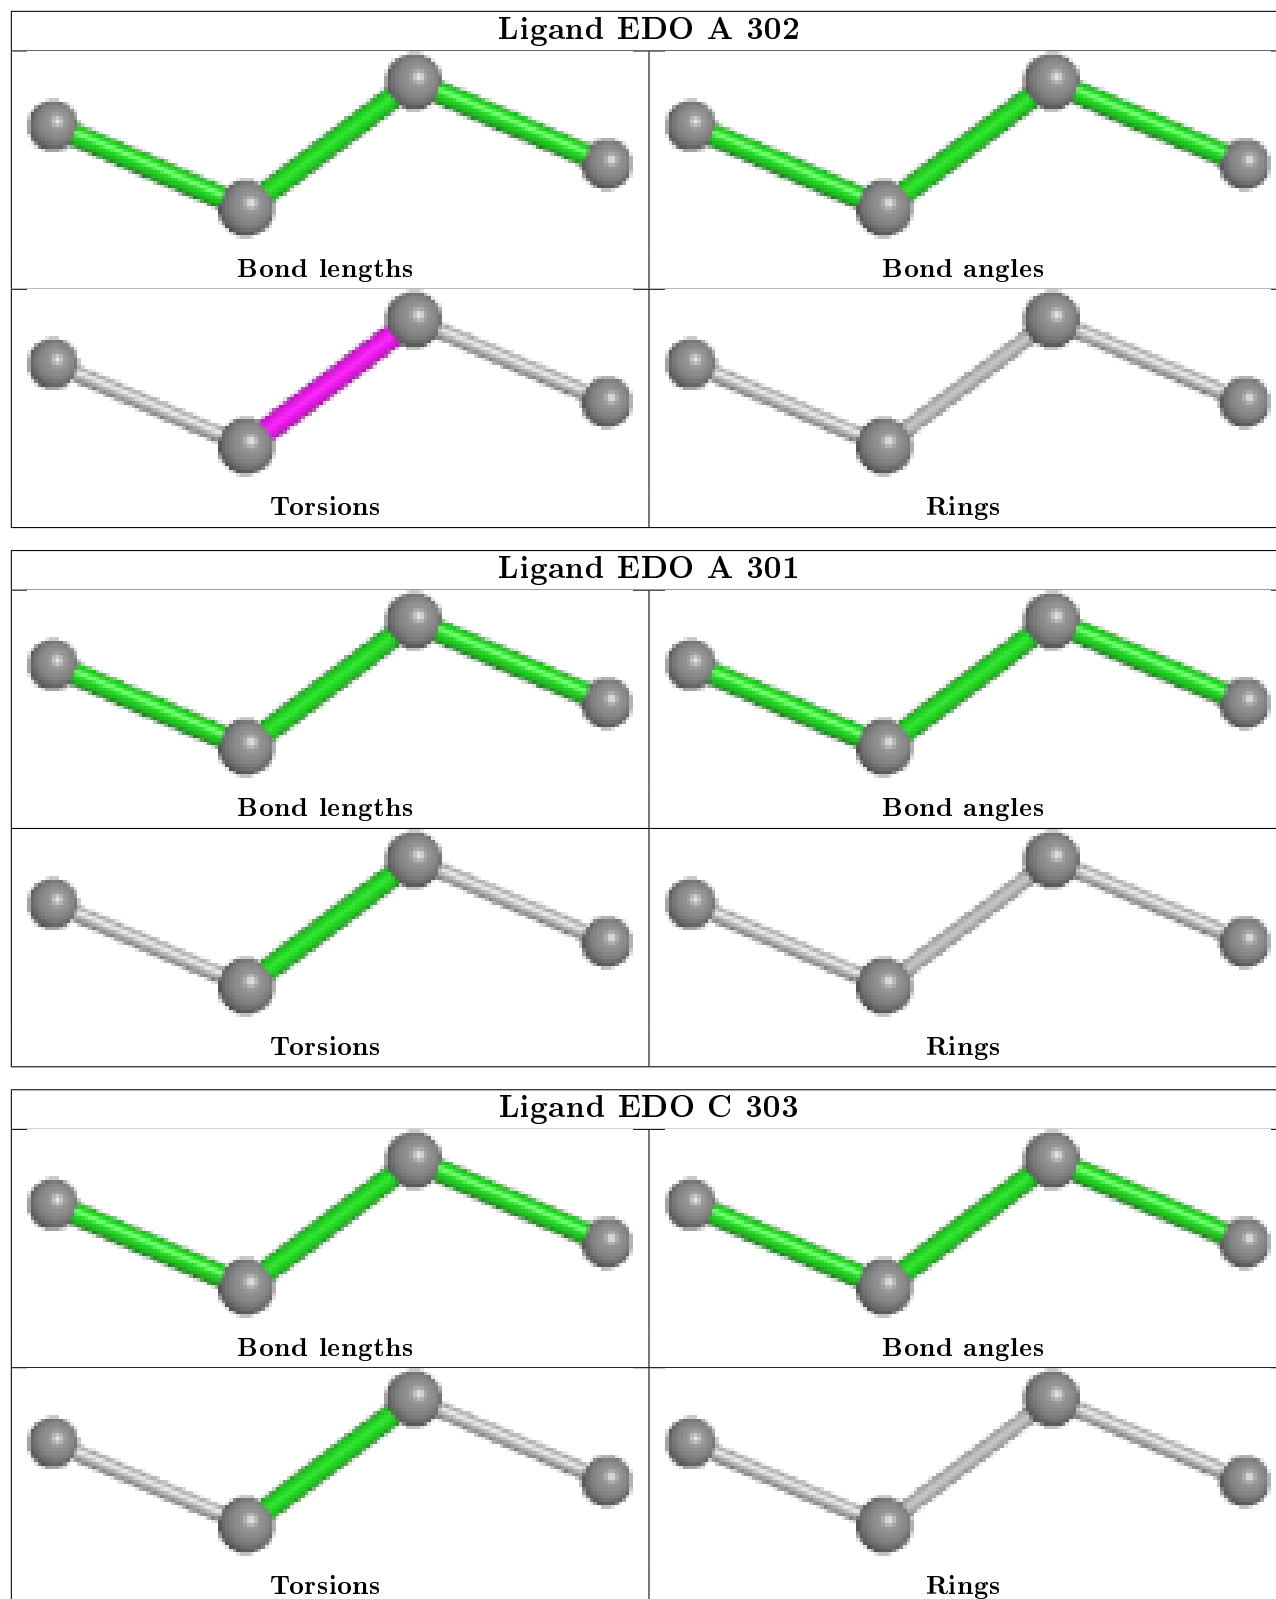 Ligand EDO A 302
Bond lengths
Bond angles
Torsions
Rings
Ligand EDO A 301
Bond lengths
Bond angles
Torsions
Rings
Ligand EDO C 303
Bond lengths
Bond angles
Torsions
Rings